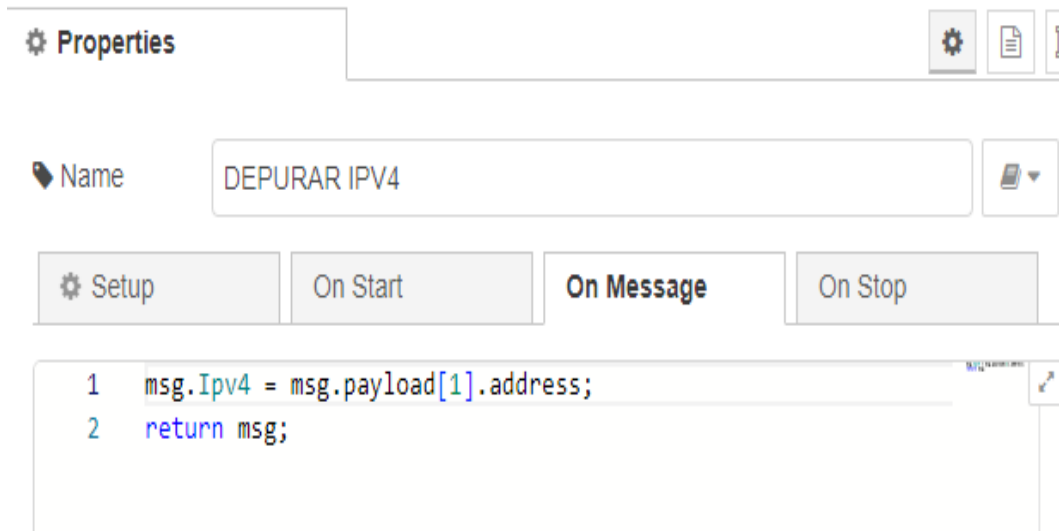 Properties
Name
DEPURAR IPV4
Setup
On Start
On Message
On Stop
1 msg.Ipv4 = msg.payload[1].address;
2 return msg;